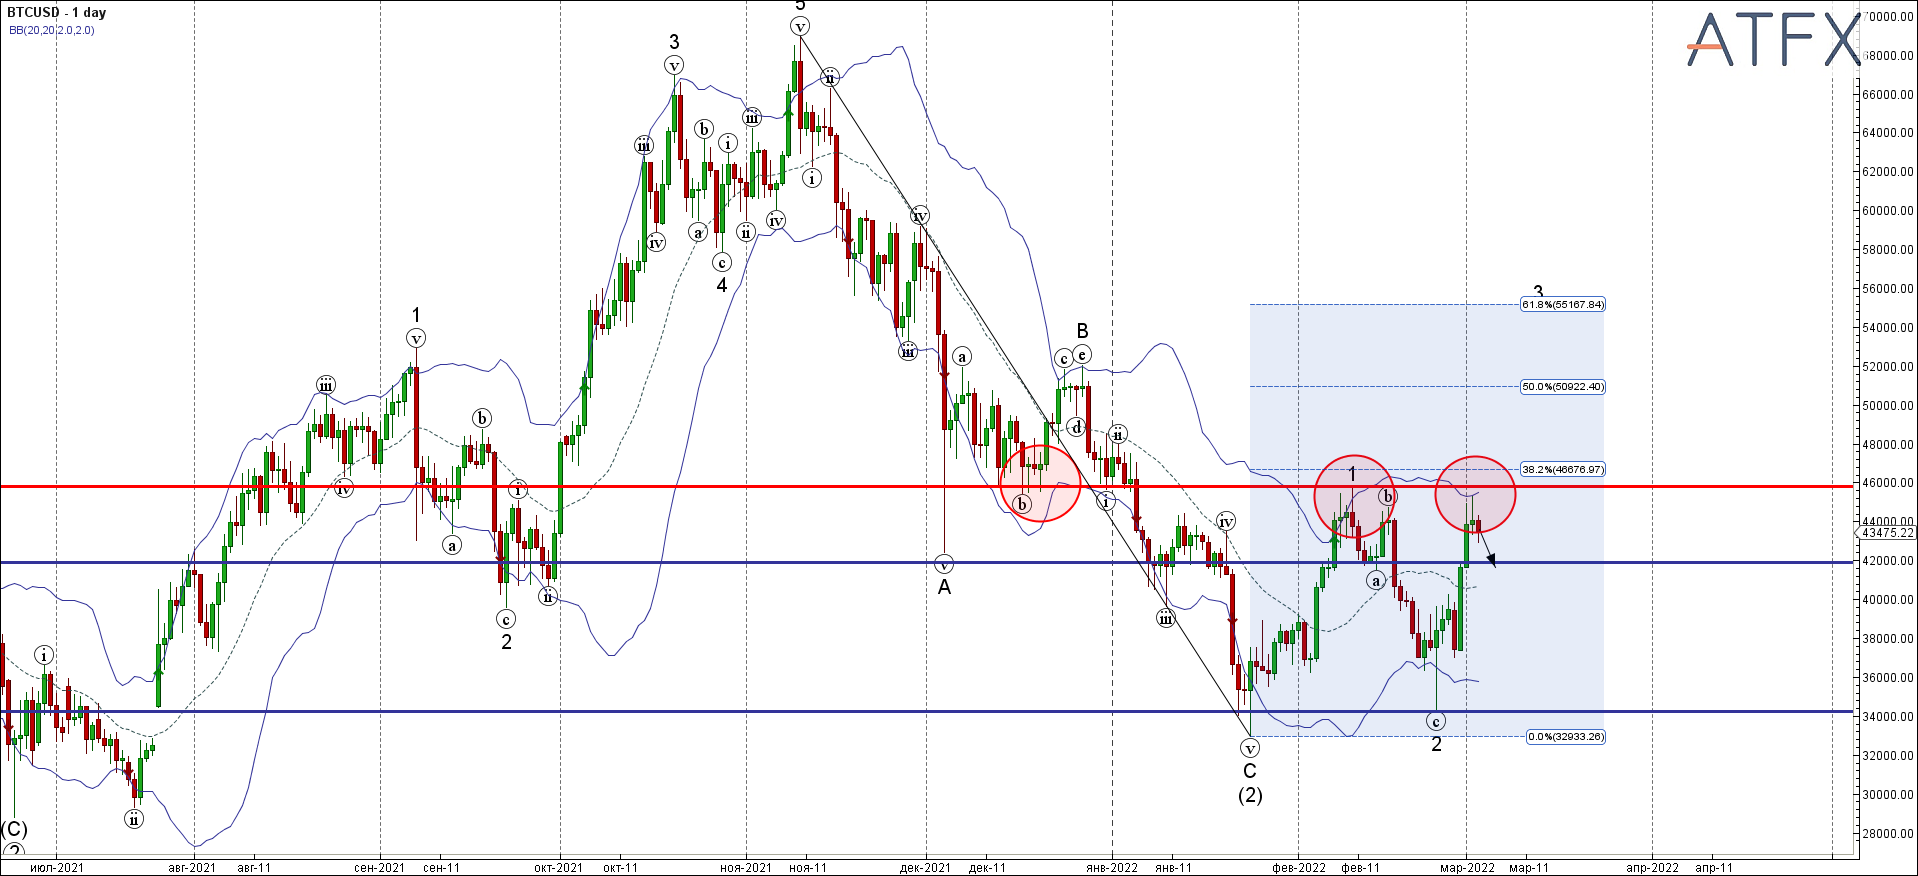 BTCUSD - 1 day
BB(20,20,2.0,2.0)
ATFX
70000.00
68000.00
66000.00
64000.00
62000.00
60000.00
58000.00
56000.00
54000.00
52000.00
50000.00
48000.00
46000.00
44000.00
43475.22
42000.00
40000.00
38000.00
36000.00
34000.00
32000.00
30000.00
28000.00
5
v
3
v
ii
iii
iii
b
i
i
iv
a
ii
iv
iv
c
4
1
v
iii
iv
b
i
a
ii
c
2
iii
a
B
c
e
d
ii
b
i
v
A
iv
iii
v
C
(2)
1
b
a
c
2
3
61.8%(55167.84)
50.0%(50922.40)
38.2%(46676.97)
0.0%(32933.26)
i
ii
(C)
2
июл-2021
авг-2021
авг-11
сен-2021
сен-11
окт-2021
окт-11
ноя-2021
ноя-11
дек-2021
дек-11
янв-2022
янв-11
фев-2022
фев-11
мар-2022
мар-11
апр-2022
апр-11